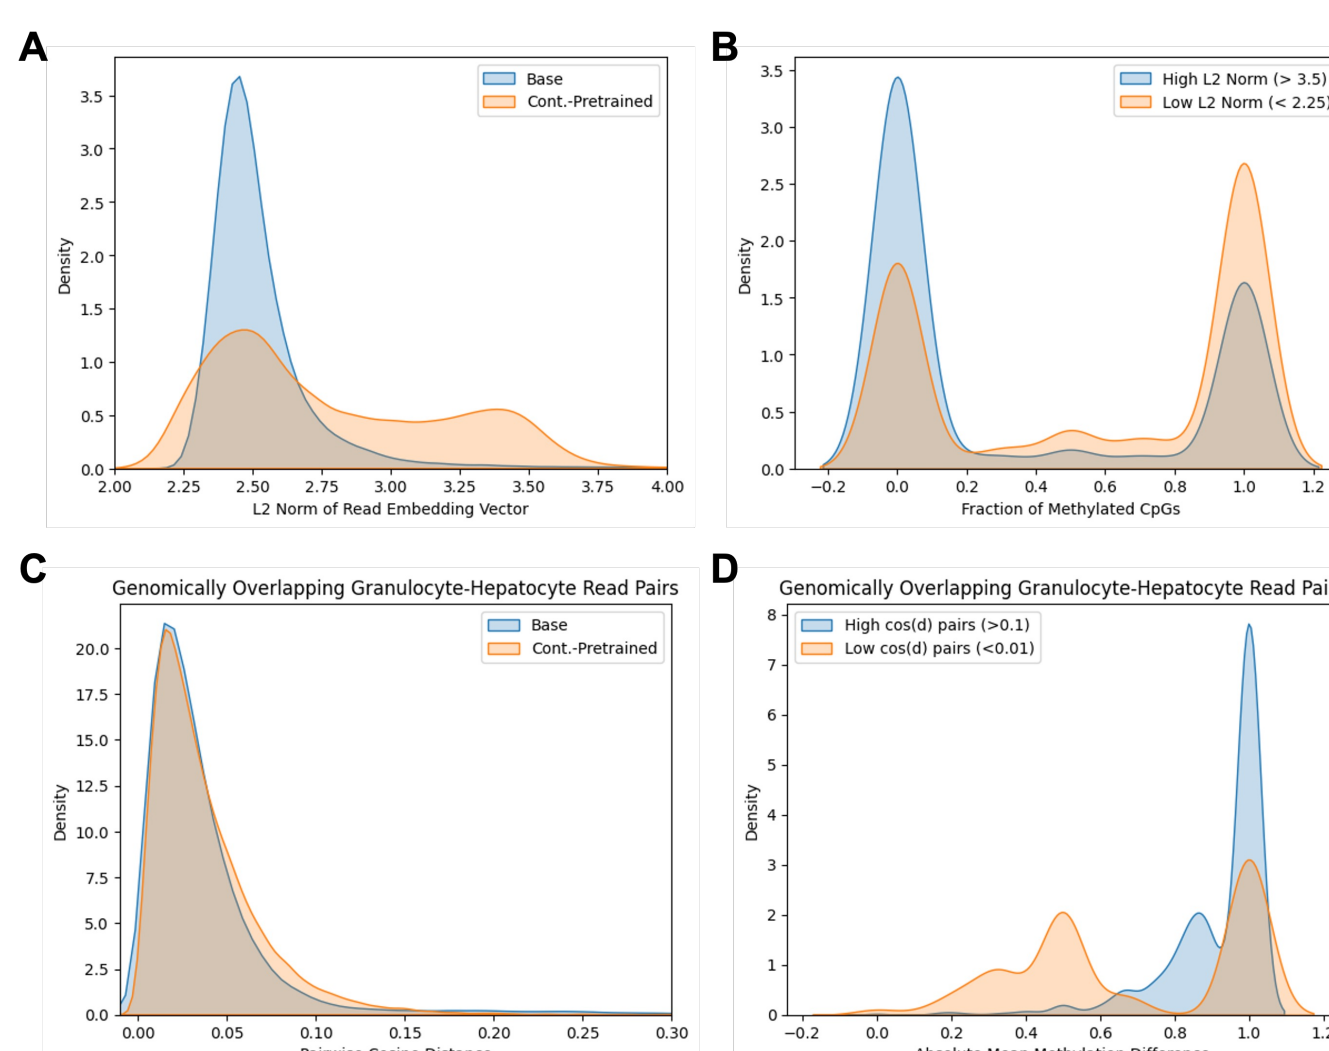 A
B
Base
Cont.-Pretrained
Density
3.5
3.0
2.5
2.0
1.5
1.0
0.5
0.0
2.00 2.25 2.50 2.75 3.00 3.25 3.50 3.75 4.00
L2 Norm of Read Embedding Vector
High L2 Norm (> 3.5)
Low L2 Norm (< 2.25)
Density
3.5
3.0
2.5
2.0
1.5
1.0
0.5
0.0
−0.2 0.0 0.2 0.4 0.6 0.8 1.0 1.2
Fraction of Methylated CpGs
C
Genomically Overlapping Granulocyte-Hepatocyte Read Pairs
Base
Cont.-Pretrained
Density
20.0
17.5
15.0
12.5
10.0
7.5
5.0
2.5
0.0
0.00 0.05 0.10 0.15 0.20 0.25 0.30
Pairwise Cosine Distance
D
Genomically Overlapping Granulocyte-Hepatocyte Read Pai
High cos(d) pairs (>0.1)
Low cos(d) pairs (<0.01)
Density
8
7
6
5
4
3
2
1
0
−0.2 0.0 0.2 0.4 0.6 0.8 1.0 1.2
Absolute Mean Methylation Difference